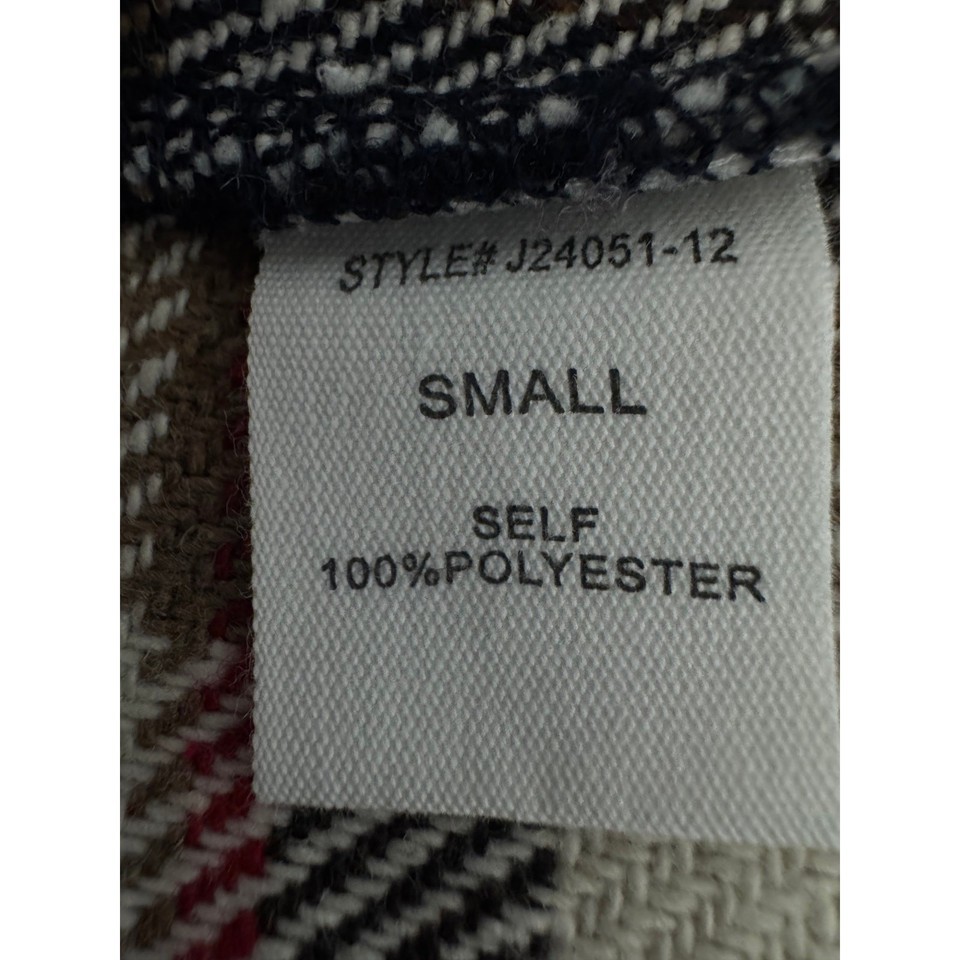 STYLE# J24051-12
SMALL
SELF
100%POLYESTER